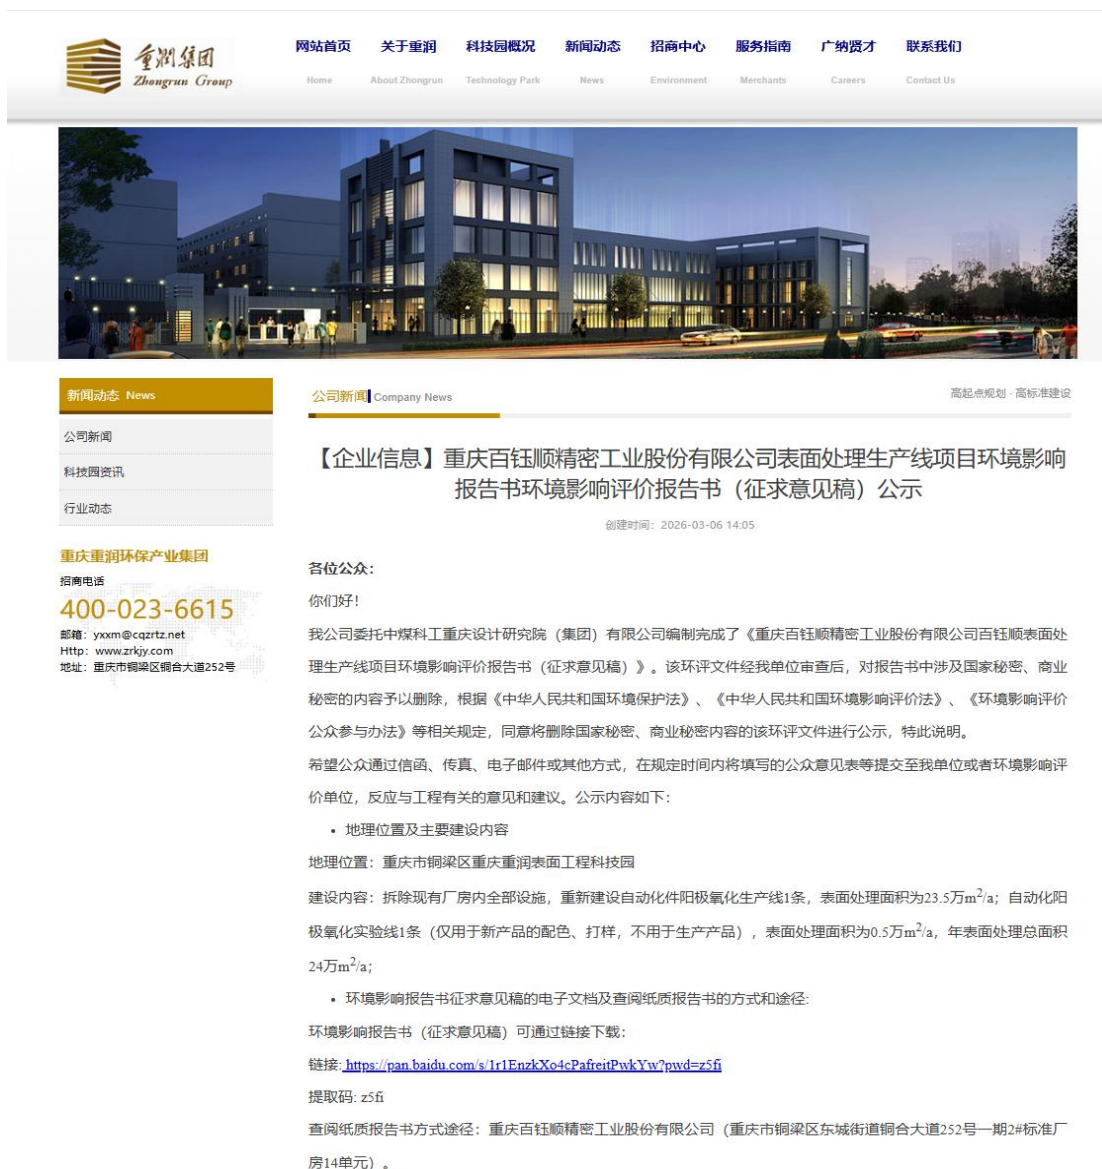 重润集团
Zhongrun Group
网站首页 关于重润 科技园概况 新闻动态 招商中心 服务指南 广纳贤才 联系我们
Home About Zhongrun Technology Park News Environment Merchants Careers Contact Us
新闻动态 News
公司新闻
科技园资讯
行业动态
重庆重润环保产业集团
招商电话
400-023-6615
邮箱：yxxm@cqzrtz.net
Http：www.zrkjy.com
地址：重庆市铜梁区铜合大道252号
公司新闻 Company News
高起点规划 · 高标准建设
【企业信息】重庆百钰顺精密工业股份有限公司表面处理生产线项目环境影响
报告书环境影响评价报告书（征求意见稿）公示
创建时间：2026-03-06 14:05
各位公众：
你们好！
我公司委托中煤科工重庆设计研究院（集团）有限公司编制完成了《重庆百钰顺精密工业股份有限公司百钰顺表面处
理生产线项目环境影响评价报告书（征求意见稿）》。该环评文件经我单位审查后，对报告书中涉及国家秘密、商业
秘密的内容予以删除，根据《中华人民共和国环境保护法》、《中华人民共和国环境影响评价法》、《环境影响评价
公众参与办法》等相关规定，同意将删除国家秘密、商业秘密内容的该环评文件进行公示，特此说明。
希望公众通过信函、传真、电子邮件或其他方式，在规定时间内将填写的公众意见表等提交至我单位或者环境影响评
价单位，反应与工程有关的意见和建议。公示内容如下：
• 地理位置及主要建设内容
地理位置：重庆市铜梁区重庆重润表面工程科技园
建设内容：拆除现有厂房内全部设施，重新建设自动化件阳极氧化生产线1条，表面处理面积为23.5万m²/a；自动化阳
极氧化实验线1条（仅用于新产品的配色、打样，不用于生产产品），表面处理面积为0.5万m²/a，年表面处理总面积
24万m²/a；
• 环境影响报告书征求意见稿的电子文档及查阅纸质报告书的方式和途径:
环境影响报告书（征求意见稿）可通过链接下载：
链接: https://pan.baidu.com/s/1r1EnzkXo4cPafreitPwkYw?pwd=z5fi
提取码: z5fi
查阅纸质报告书方式途径：重庆百钰顺精密工业股份有限公司（重庆市铜梁区东城街道铜合大道252号一期2#标准厂
房14单元）。